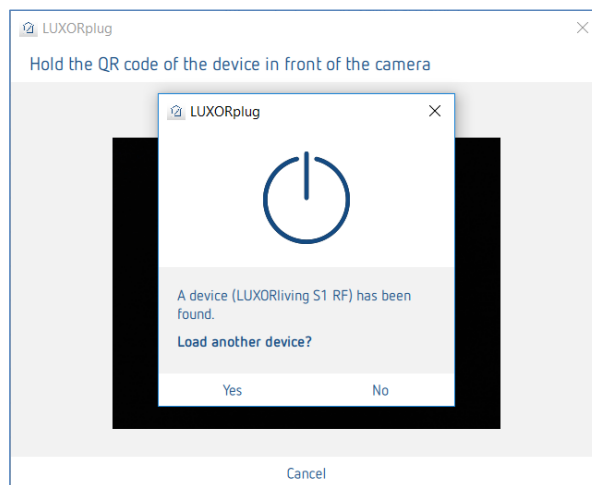 LUXORplug
Hold the QR code of the device in front of the camera
LUXORplug
A device (LUXORliving S1 RF) has been
found.
Load another device?
Yes No
Cancel